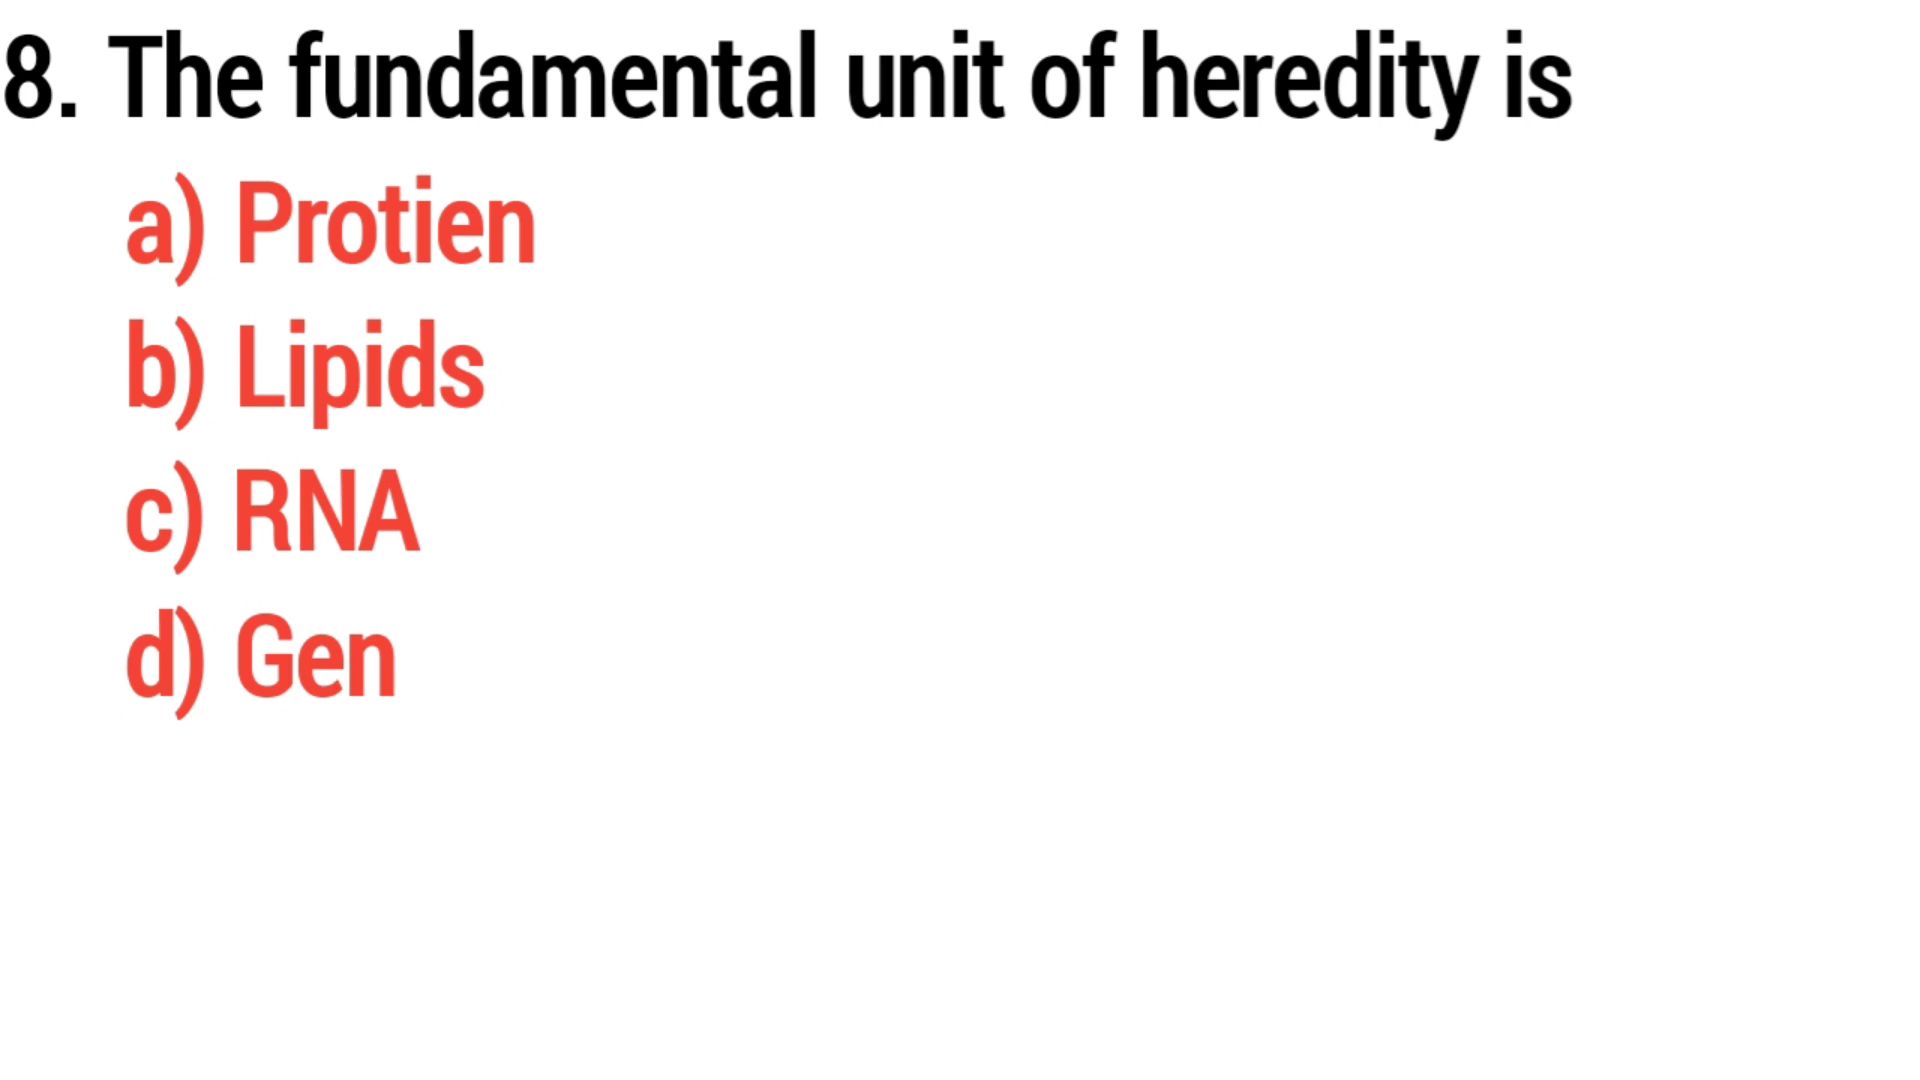 8. The fundamental unit of heredity is
a) Protien
b) Lipids
c) RNA
d) Gen